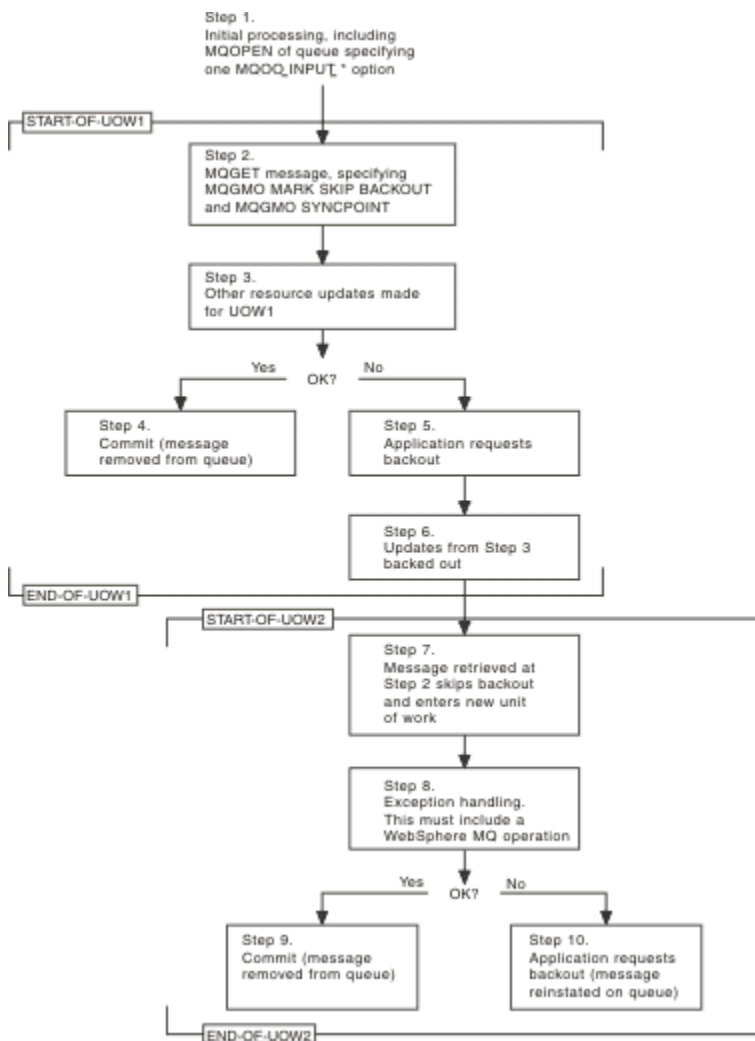 Step 1.
Initial processing, including
MQOPEN of queue specifying
one MQOO_INPUT_* option
START-OF-UOW1
Step 2.
MQGET message, specifying
MQGMO MARK SKIP BACKOUT
and MQGMO SYNCPOINT
Step 3.
Other resource updates made
for UOW1
Yes
No
OK?
Step 4.
Commit (message
removed from queue)
Step 5.
Application requests
backout
Step 6.
Updates from Step 3
backed out
END-OF-UOW1
START-OF-UOW2
Step 7.
Message retrieved at
Step 2 skips backout
and enters new unit
of work
Step 8.
Exception handling.
This must include a
WebSphere MQ operation
Yes
No
OK?
Step 9.
Commit (message
removed from queue)
Step 10.
Application requests
backout (message
reinstated on queue)
END-OF-UOW2